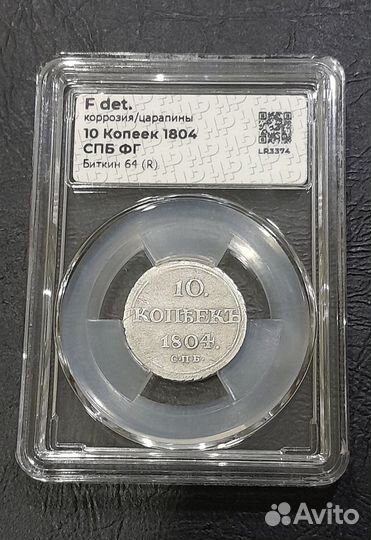 F det.
коррозия/царапины
10 Копеек 1804
СПБ ФГ
Биткин 64 (R)
LR3374
10.
КОПѢЕКЪ
1804.
С.П.Б.
Avito